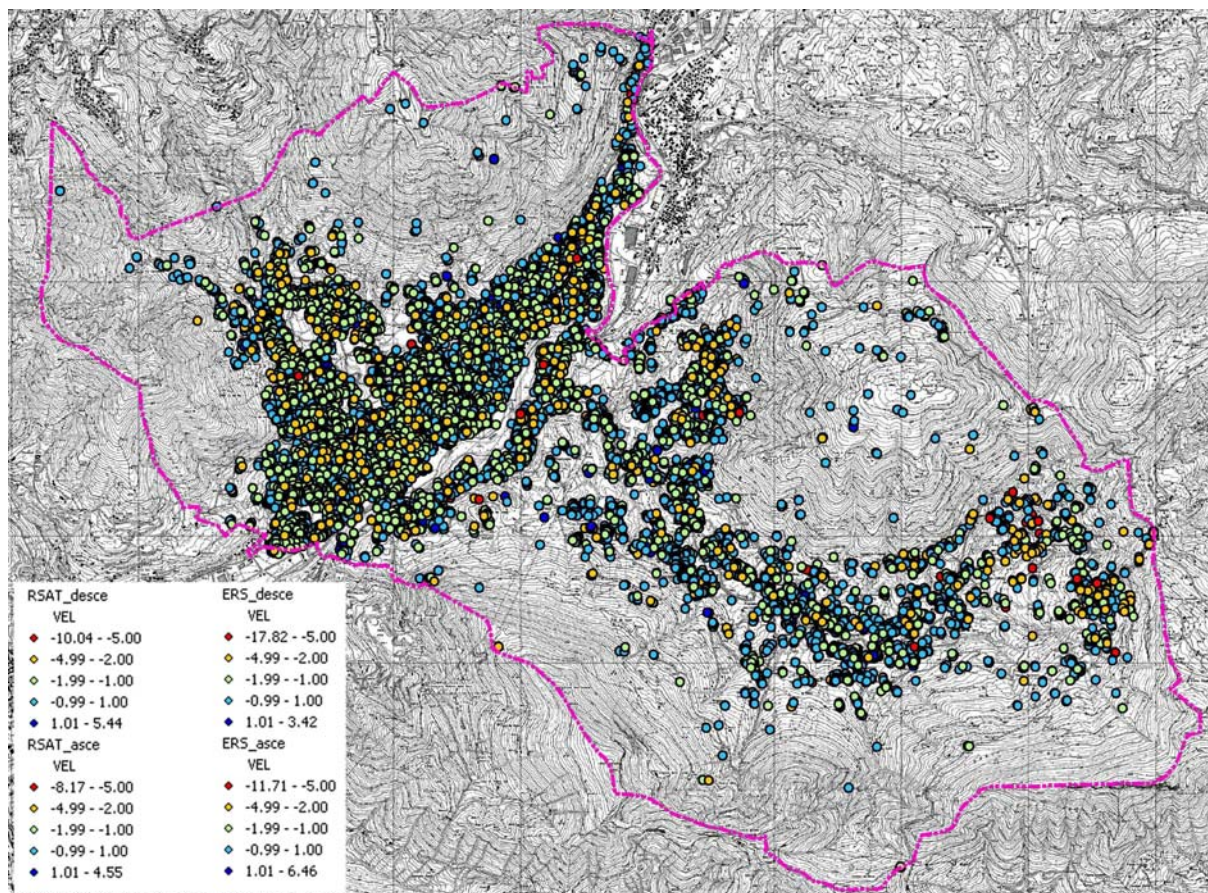 RSAT_desce
VEL
-10.04 - -5.00
-4.99 - -2.00
-1.99 - -1.00
-0.99 - 1.00
1.01 - 5.44
ERS_desce
VEL
-17.82 - -5.00
-4.99 - -2.00
-1.99 - -1.00
-0.99 - 1.00
1.01 - 3.42
RSAT_asce
VEL
-8.17 - -5.00
-4.99 - -2.00
-1.99 - -1.00
-0.99 - 1.00
1.01 - 4.55
ERS_asce
VEL
-11.71 - -5.00
-4.99 - -2.00
-1.99 - -1.00
-0.99 - 1.00
1.01 - 6.46